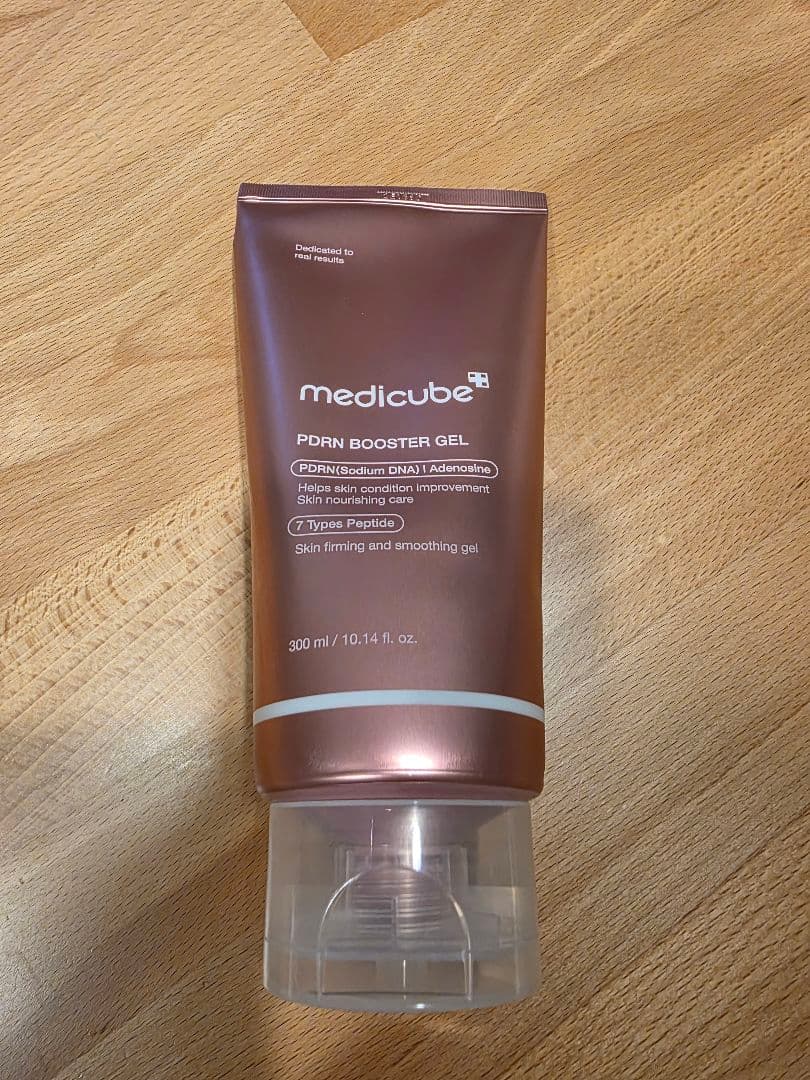 Dedicated to
real results
medicube
PDRN BOOSTER GEL
PDRN(Sodium DNA) | Adenosine
Helps skin condition improvement
Skin nourishing care
7 Types Peptide
Skin firming and smoothing gel
300 ml / 10.14 fl. oz.